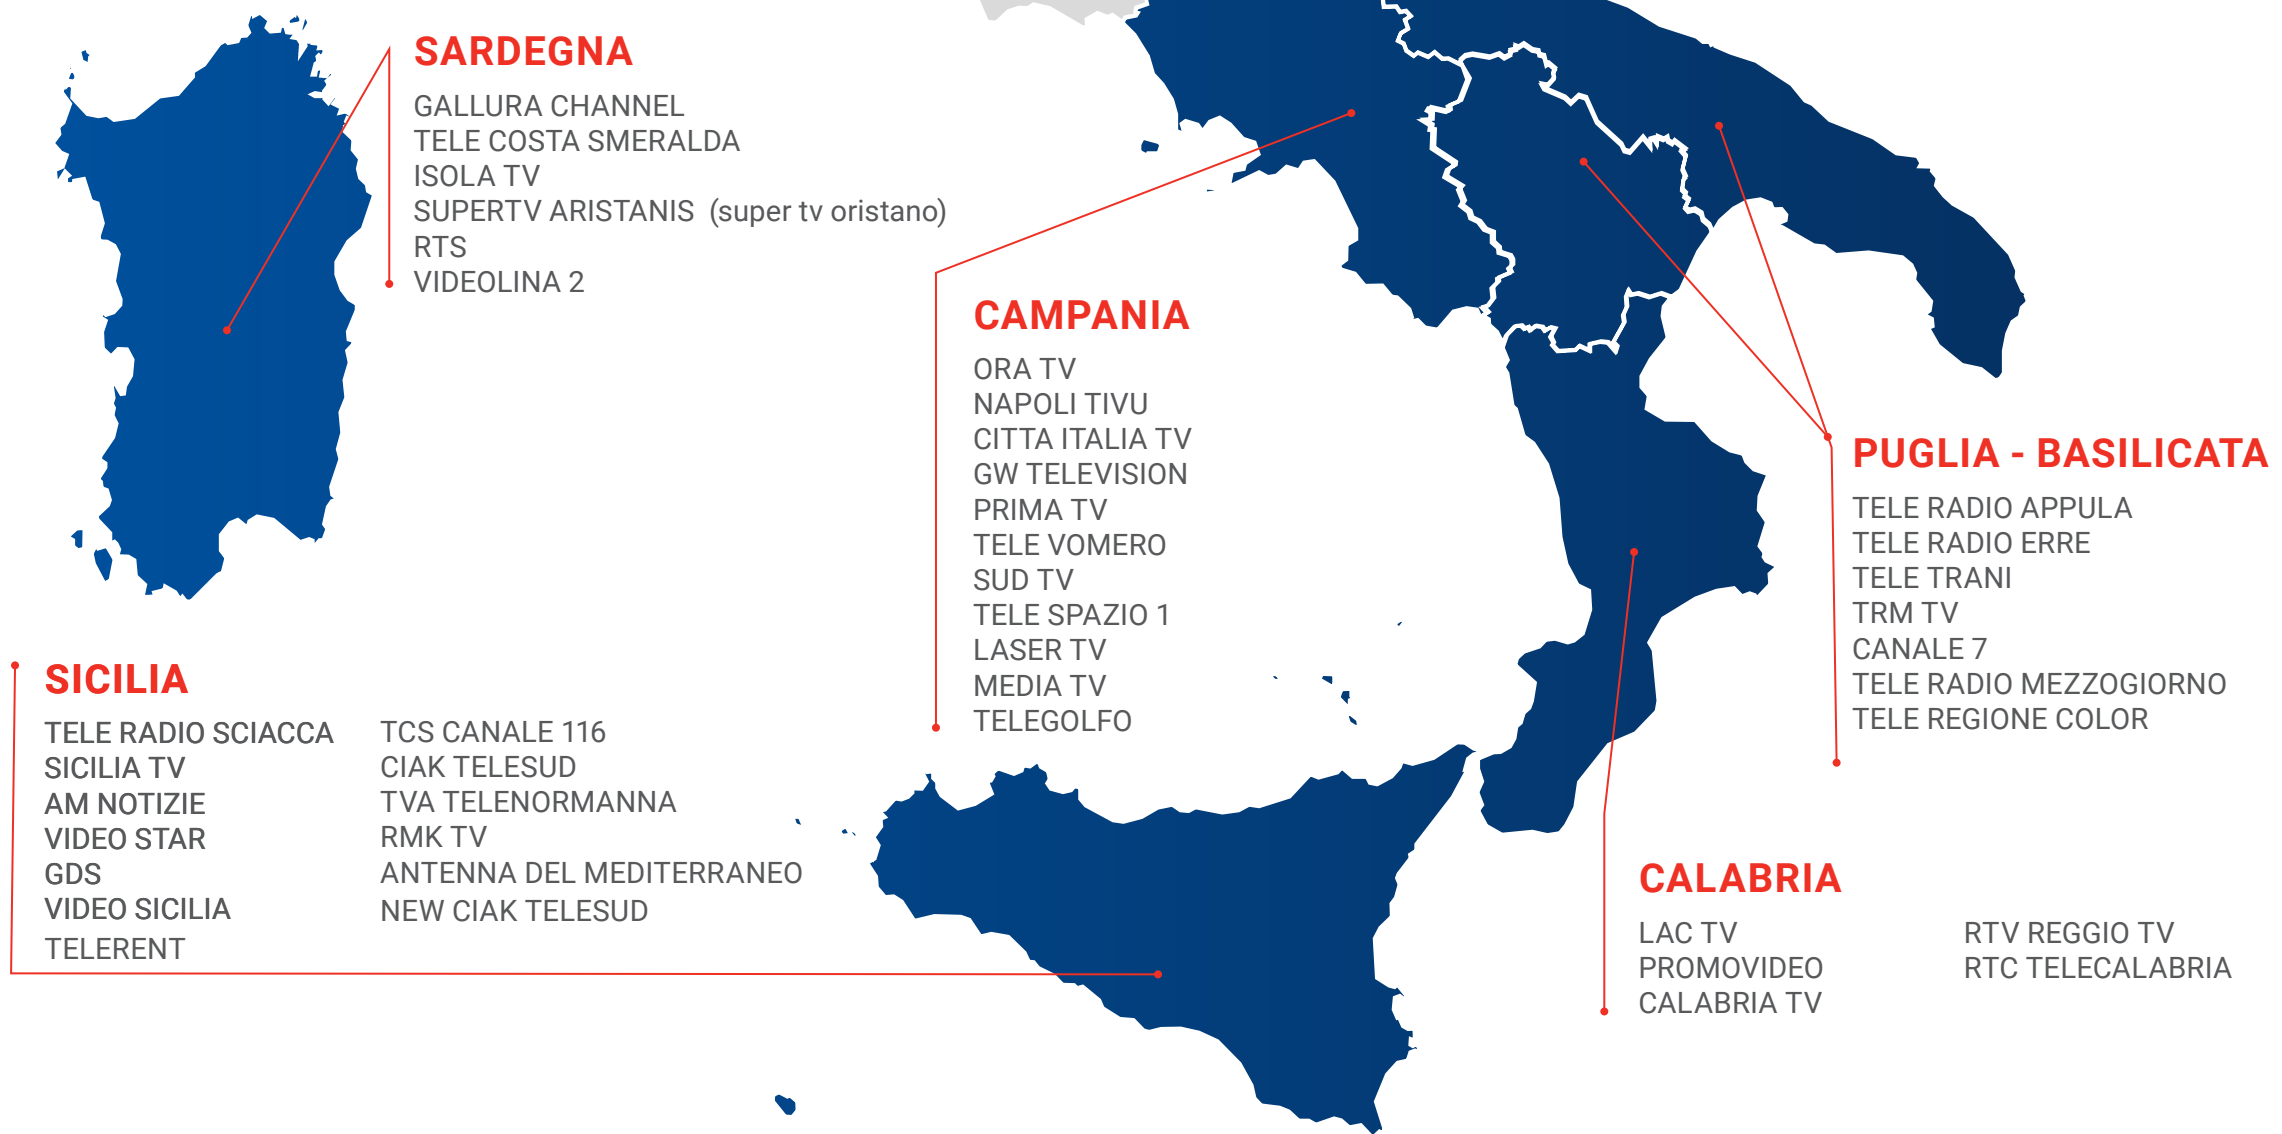 SARDEGNA
GALLURA CHANNEL
TELE COSTA SMERALDA
ISOLA TV
SUPERTV ARISTANIS (super tv oristano)
RTS
VIDEOLINA 2
CAMPANIA
ORA TV
NAPOLI TIVU
CITTA ITALIA TV
GW TELEVISION
PRIMA TV
TELE VOMERO
SUD TV
TELE SPAZIO 1
LASER TV
MEDIA TV
TELEGOLFO
PUGLIA - BASILICATA
TELE RADIO APPULA
TELE RADIO ERRE
TELE TRANI
TRM TV
CANALE 7
TELE RADIO MEZZOGIORNO
TELE REGIONE COLOR
SICILIA
TELE RADIO SCIACCA
SICILIA TV
AM NOTIZIE
VIDEO STAR
GDS
VIDEO SICILIA
TELERENT
TCS CANALE 116
CIAK TELESUD
TVA TELENORMANNA
RMK TV
ANTENNA DEL MEDITERRANEO
NEW CIAK TELESUD
CALABRIA
LAC TV
PROMOVIDEO
CALABRIA TV
RTV REGGIO TV
RTC TELECALABRIA